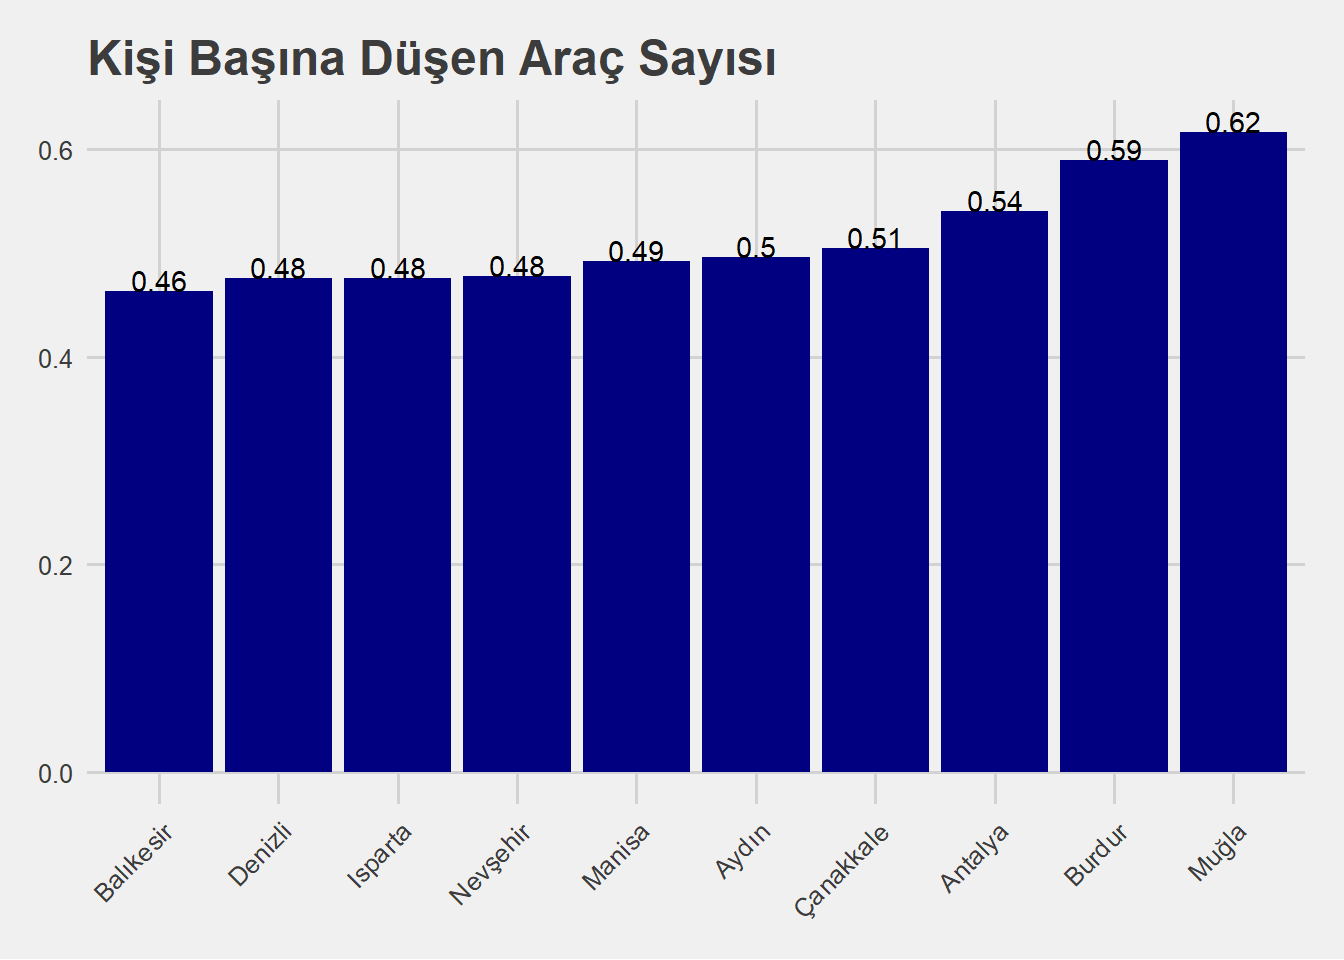 Kişi Başına Düşen Araç Sayısı
0.6
0.4
0.2
0.0
0.46
0.48
0.48
0.48
0.49
0.5
0.51
0.54
0.59
0.62
Balıkesir
Denizli
Isparta
Nevşehir
Manisa
Aydın
Çanakkale
Antalya
Burdur
Muğla